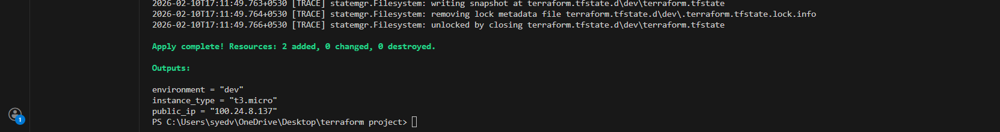 2026-02-10T17:11:49.763+0530 [TRACE] statemgr.Filesystem: writing snapshot at terraform.tfstate.d\dev\terraform.tfstate
2026-02-10T17:11:49.764+0530 [TRACE] statemgr.Filesystem: removing lock metadata file terraform.tfstate.d\dev\.terraform.tfstate.lock.info
2026-02-10T17:11:49.766+0530 [TRACE] statemgr.Filesystem: unlocked by closing terraform.tfstate.d\dev\terraform.tfstate
Apply complete! Resources: 2 added, 0 changed, 0 destroyed.
Outputs:
environment = "dev"
instance_type = "t3.micro"
public_ip = "100.24.8.137"
1
PS C:\Users\syedv\OneDrive\Desktop\terraform project>